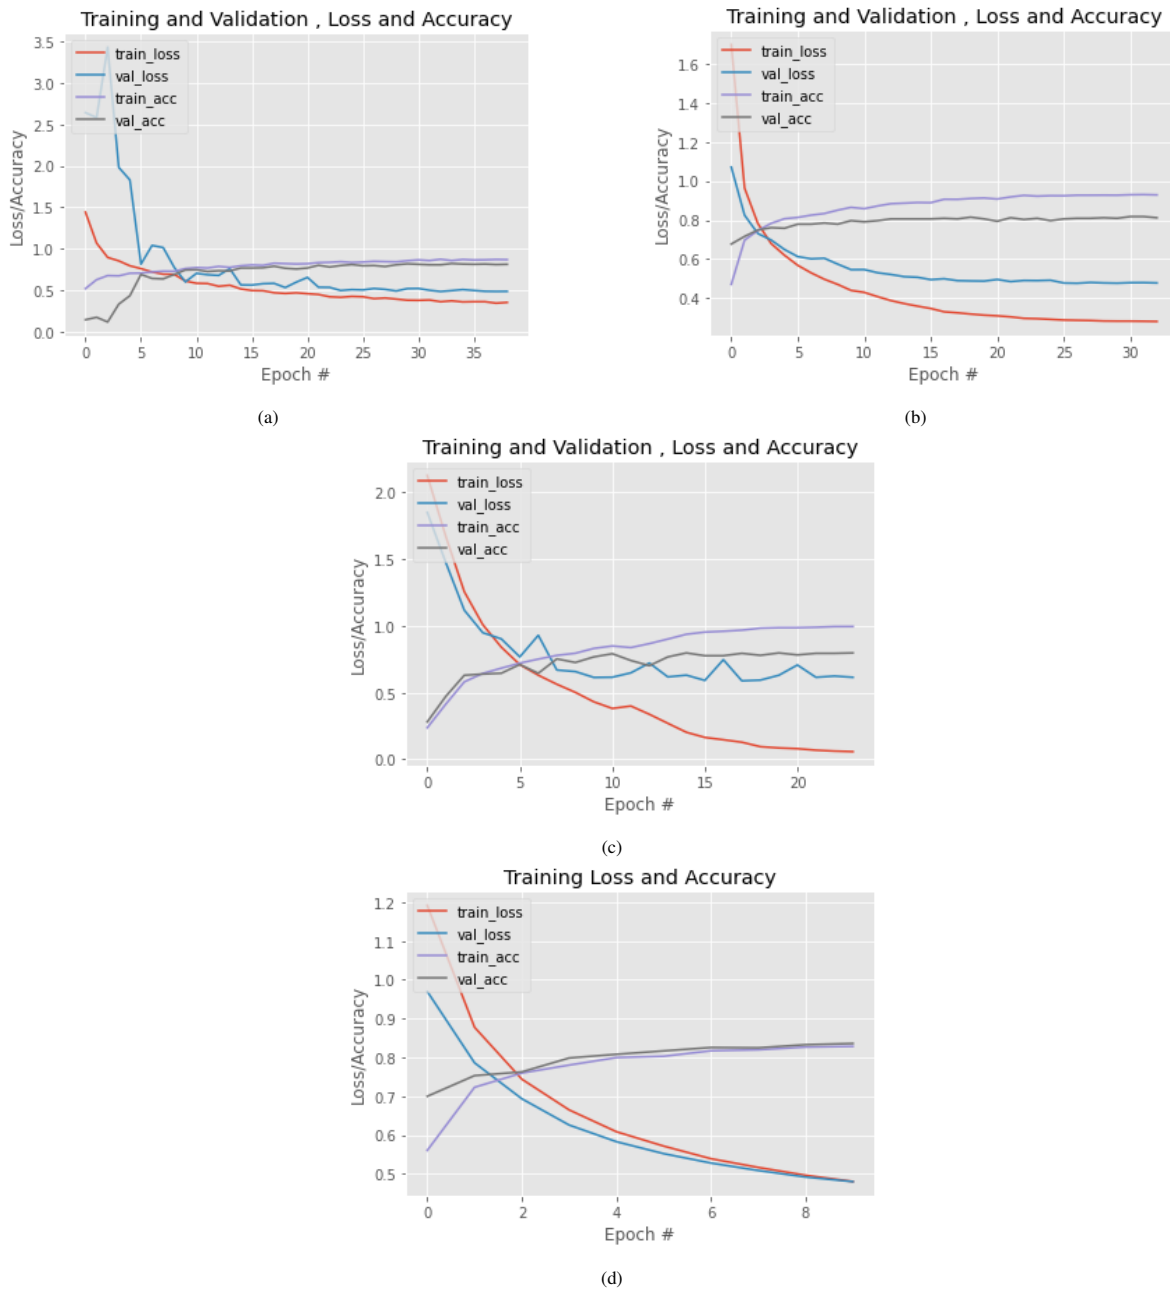 Training and Validation , Loss and Accuracy
3.5
3.0
2.5
2.0
1.5
1.0
0.5
0.0
Loss/Accuracy
train_loss
val_loss
train_acc
val_acc
0 5 10 15 20 25 30 35
Epoch #
(a)
Training and Validation , Loss and Accuracy
1.6
1.4
1.2
1.0
0.8
0.6
0.4
Loss/Accuracy
train_loss
val_loss
train_acc
val_acc
0 5 10 15 20 25 30
Epoch #
(b)
Training and Validation , Loss and Accuracy
2.0
1.5
1.0
0.5
0.0
Loss/Accuracy
train_loss
val_loss
train_acc
val_acc
0 5 10 15 20
Epoch #
(c)
Training Loss and Accuracy
1.2
1.1
1.0
0.9
0.8
0.7
0.6
0.5
Loss/Accuracy
train_loss
val_loss
train_acc
val_acc
0 2 4 6 8
Epoch #
(d)